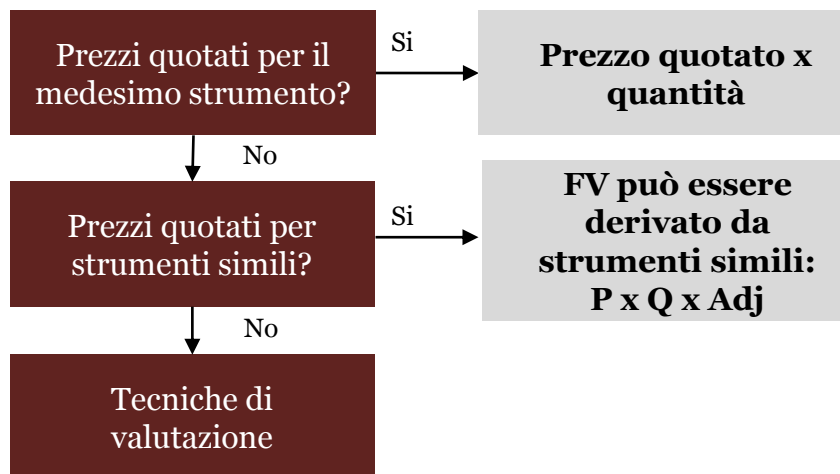 Prezzi quotati per il
medesimo strumento?
Si
Prezzo quotato x
quantità
No
Prezzi quotati per
strumenti simili?
Si
FV può essere
derivato da
strumenti simili:
P x Q x Adj
No
Tecniche di
valutazione